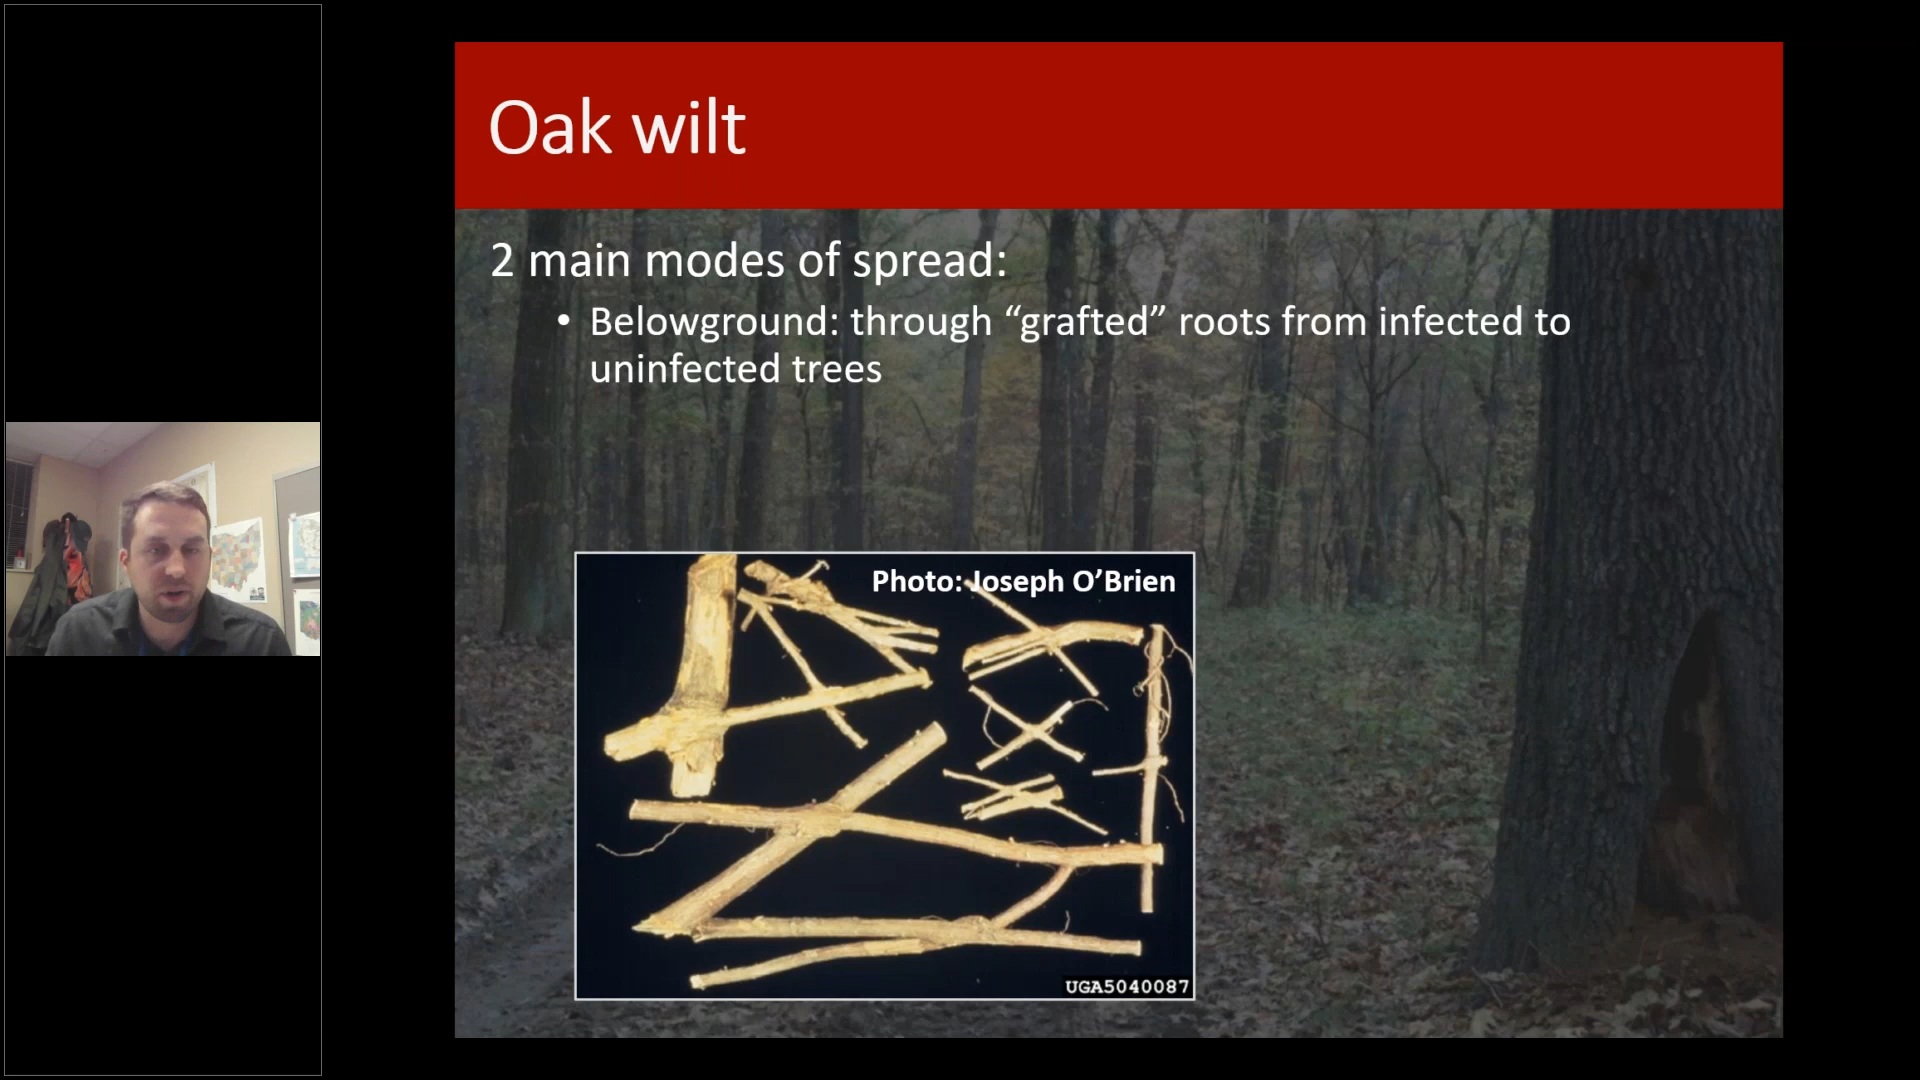 Oak wilt
2 main modes of spread:
• Belowground: through “grafted” roots from infected to
uninfected trees
Photo: Joseph O’Brien
UGA5040087